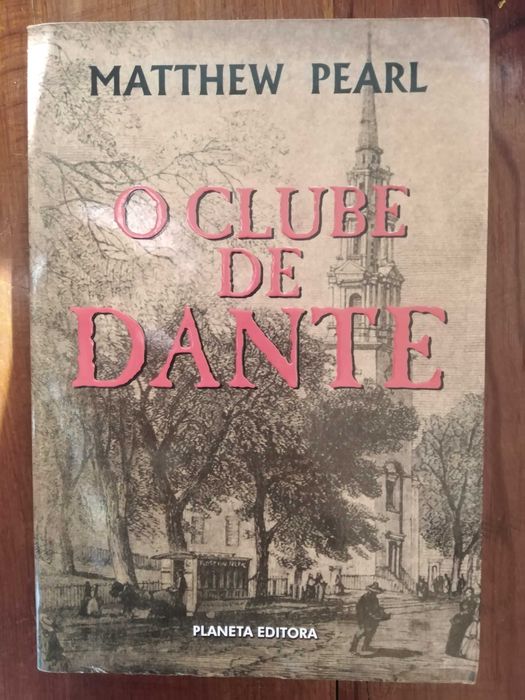 MATTHEW PEARL
O CLUBE
DE
DANTE
PLANETA EDITORA